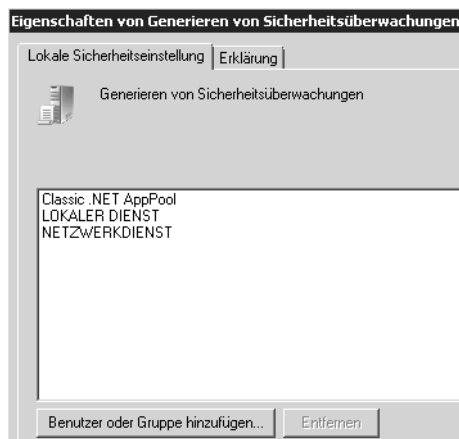 Eigenschaften von Generieren von Sicherheitsüberwachungen
Lokale Sicherheitseinstellung Erklärung
Generieren von Sicherheitsüberwachungen
Classic .NET AppPool
LOKALER DIENST
NETZWERKDIENST
Benutzer oder Gruppe hinzufügen... Entfernen